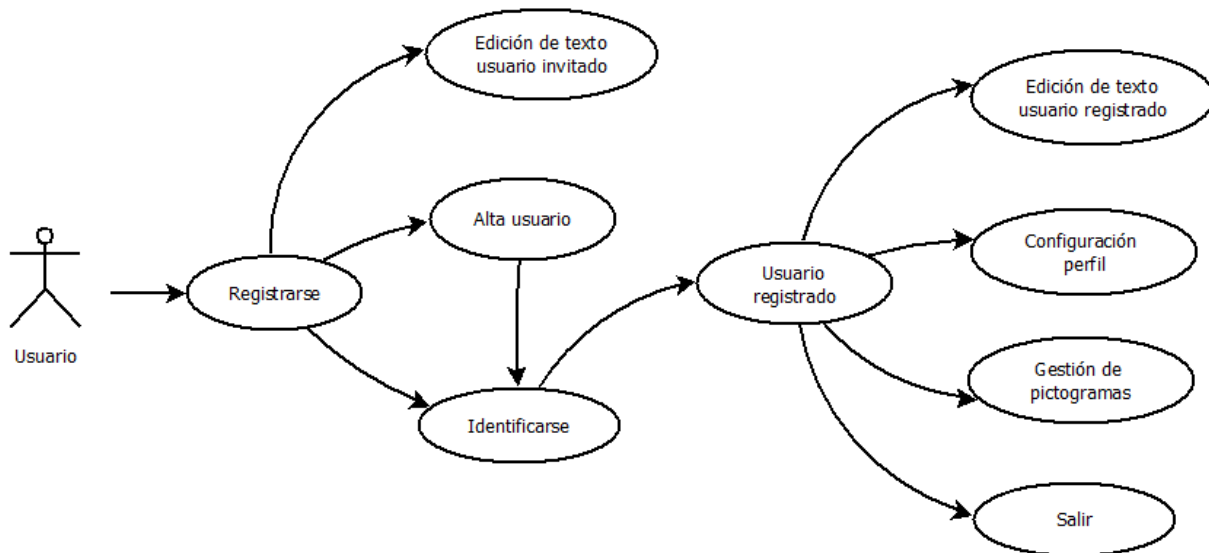 Edición de texto
usuario invitado
Edición de texto
usuario registrado
Alta usuario
Configuración
perfil
Usuario
registrado
Registrarse
Usuario
Gestión de
pictogramas
Identificarse
Salir